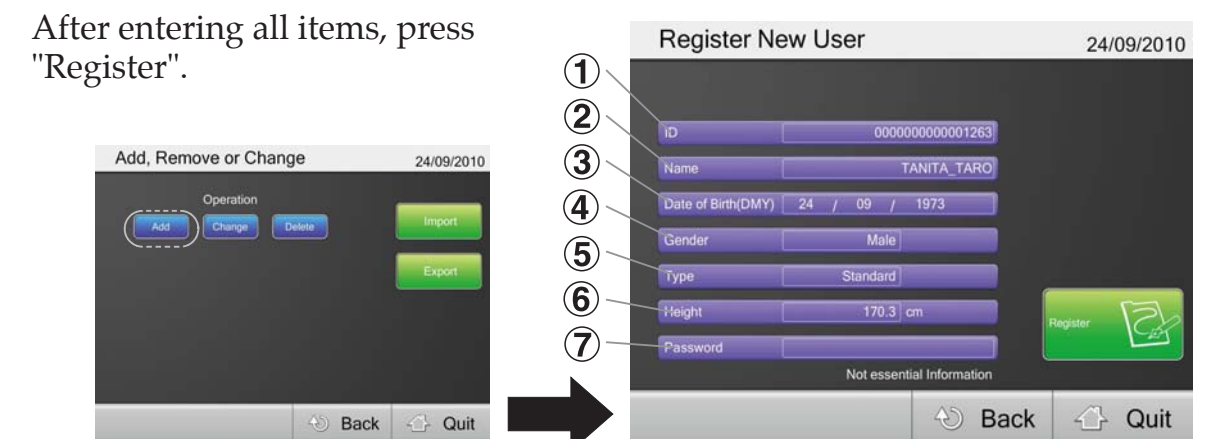 After entering all items, press
"Register".
Add, Remove or Change 24/09/2010
Operation
Add Change Delete
Import
Export
Back Quit
Register New User 24/09/2010
① ID 0000000000001263
② Name TANITA_TARO
③ Date of Birth(DMY) 24 / 09 / 1973
④ Gender Male
⑤ Type Standard
⑥ Height 170.3 cm
⑦ Password
Not essential Information
Register
Back Quit